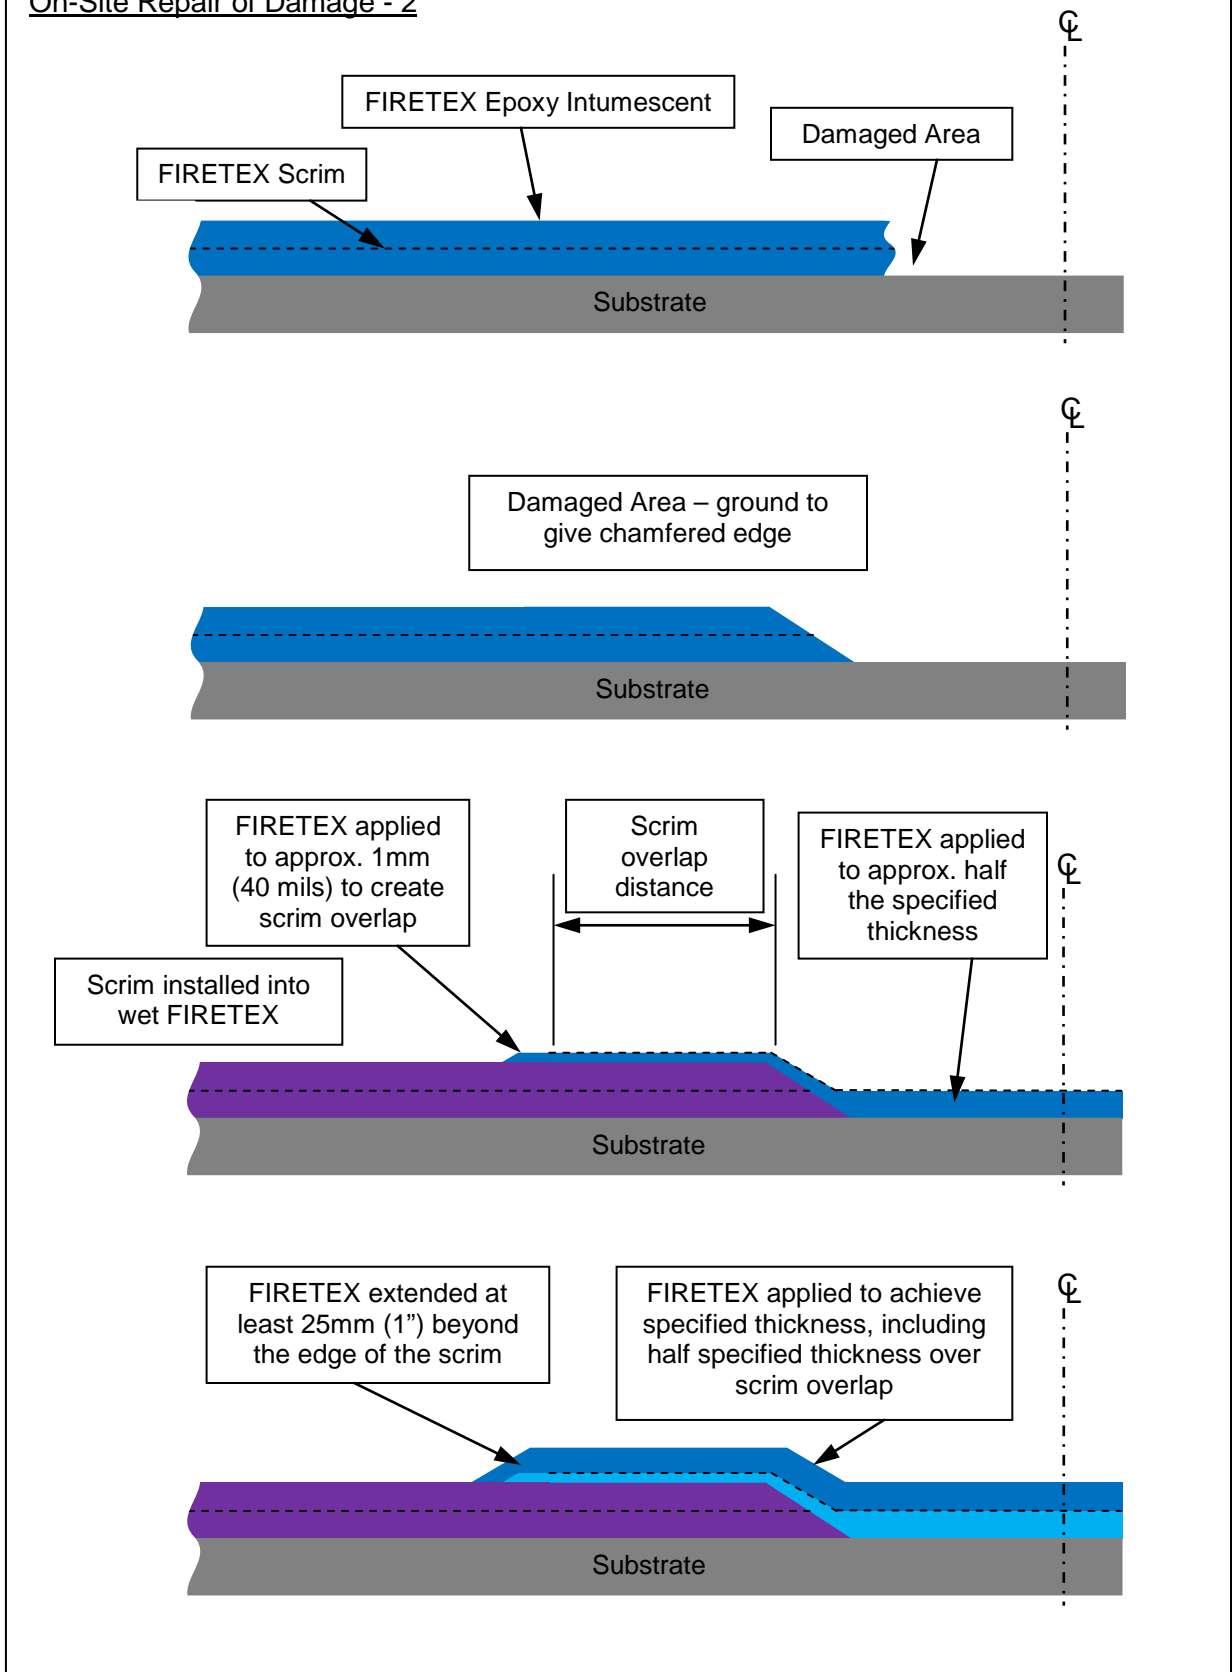 On-Site Repair of Damage - 2
℄
FIRETEX Epoxy Intumescent
Damaged Area
FIRETEX Scrim
Substrate
℄
Damaged Area – ground to
give chamfered edge
Substrate
FIRETEX applied
to approx. 1mm
(40 mils) to create
scrim overlap
Scrim
overlap
distance
FIRETEX applied
to approx. half
the specified
thickness
℄
Scrim installed into
wet FIRETEX
Substrate
FIRETEX extended at
least 25mm (1”) beyond
the edge of the scrim
FIRETEX applied to achieve
specified thickness, including
half specified thickness over
scrim overlap
℄
Substrate